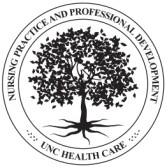 NURSING PRACTICE AND PROFESSIONAL DEVELOPMENT
UNC HEALTH CARE